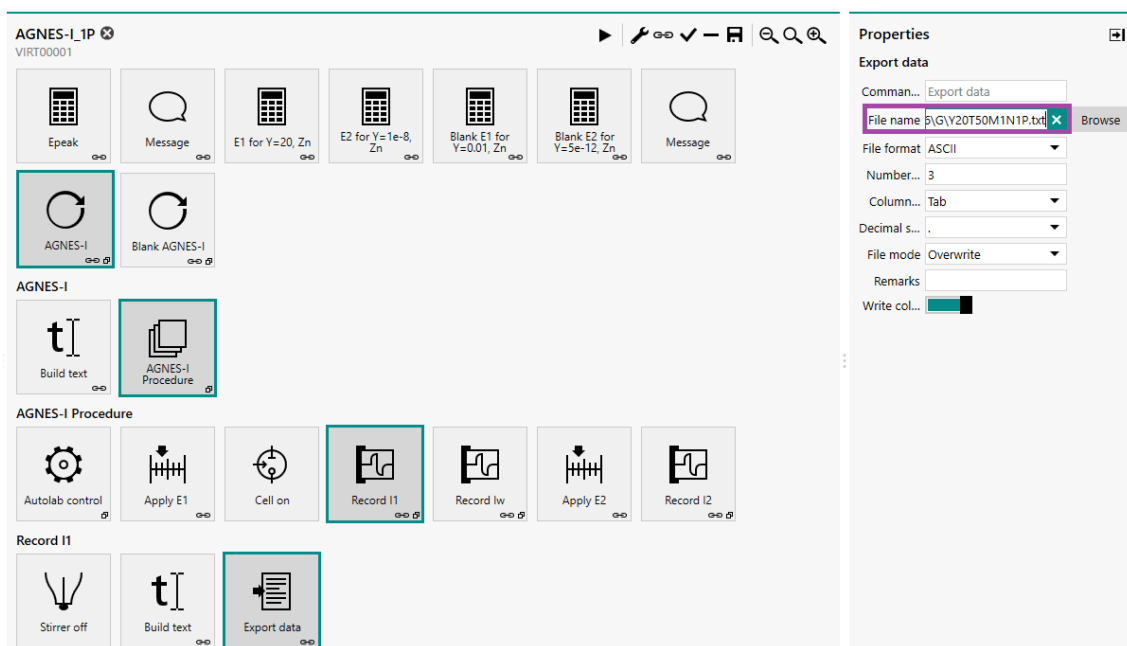 AGNES-I_1P
VIRT00001
Epeak
Message
E1 for Y=20, Zn
E2 for Y=1e-8,
Zn
Blank E1 for
Y=0.01, Zn
Blank E2 for
Y=5e-12, Zn
Message
AGNES-I
Blank AGNES-I
AGNES-I
Build text
AGNES-I
Procedure
AGNES-I Procedure
Autolab control
Apply E1
Cell on
Record I1
Record Iw
Apply E2
Record I2
Record I1
Stirrer off
Build text
Export data
Properties
Export data
Comman... Export data
File name 5\G\Y20T50M1N1P.txt Browse
File format ASCII
Number... 3
Column... Tab
Decimal s... .
File mode Overwrite
Remarks
Write col...